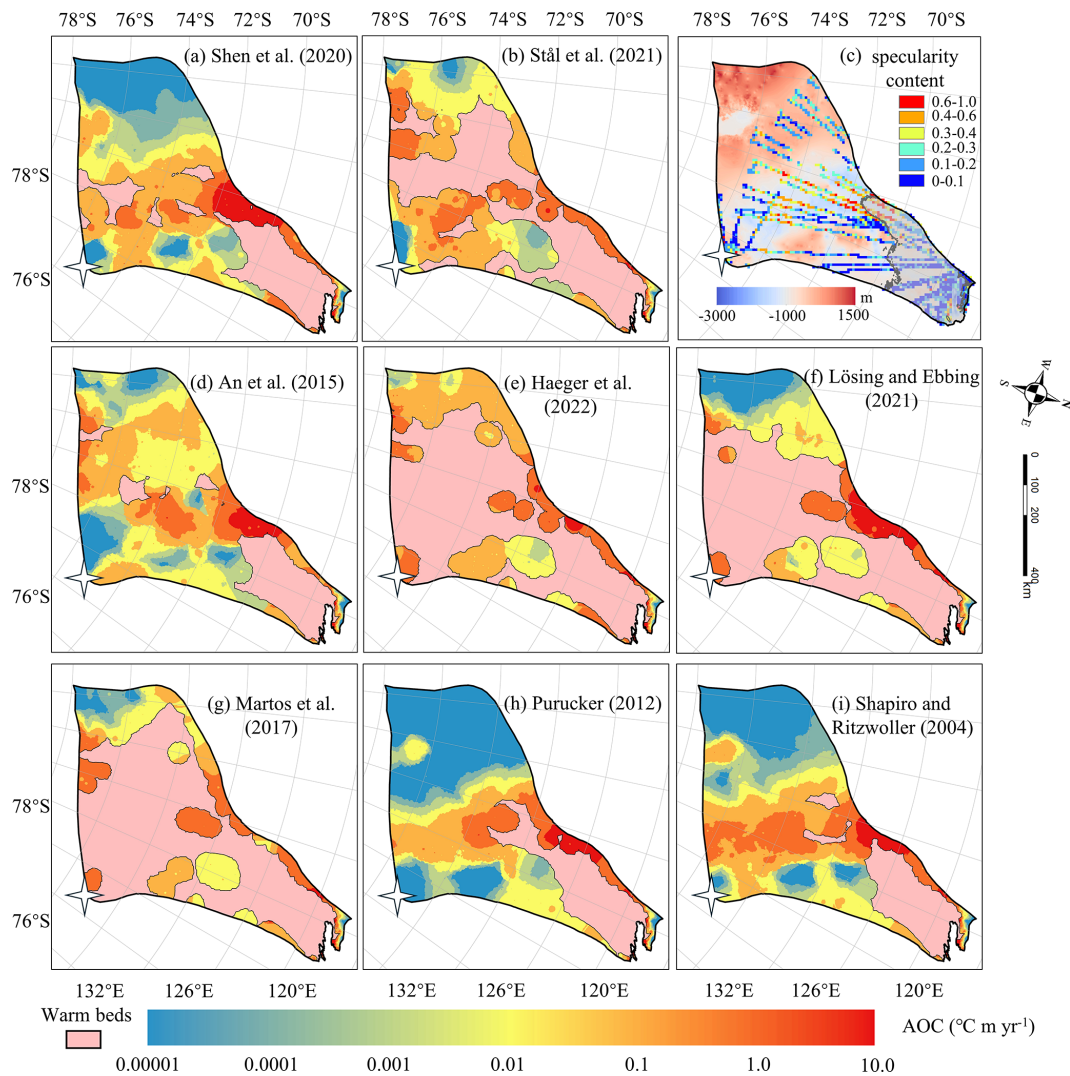 78°S 76°S 74°S 72°S 70°S
78°S 76°S 74°S 72°S 70°S
78°S 76°S 74°S 72°S 70°S
(a) Shen et al. (2020)
(b) Stål et al. (2021)
(c) specularity
content
0.6-1.0
0.4-0.6
0.3-0.4
0.2-0.3
0.1-0.2
0-0.1
m
-3000
-1000
1500
78°S
76°S
(d) An et al. (2015)
(e) Haeger et al.
(2022)
(f) Lösing and Ebbing
(2021)
W
S
N
E
0
100
200
400
km
78°S
76°S
(g) Martos et al.
(2017)
(h) Purucker (2012)
(i) Shapiro and
Ritzwoller (2004)
78°S
76°S
132°E 126°E 120°E
132°E 126°E 120°E
132°E 126°E 120°E
Warm beds
AOC (°C m yr-1)
0.00001
0.0001
0.001
0.01
0.1
1.0
10.0